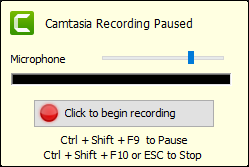 Camtasia Recording Paused
Microphone
Click to begin recording
Ctrl + Shift + F9 to Pause
Ctrl + Shift + F10 or ESC to Stop